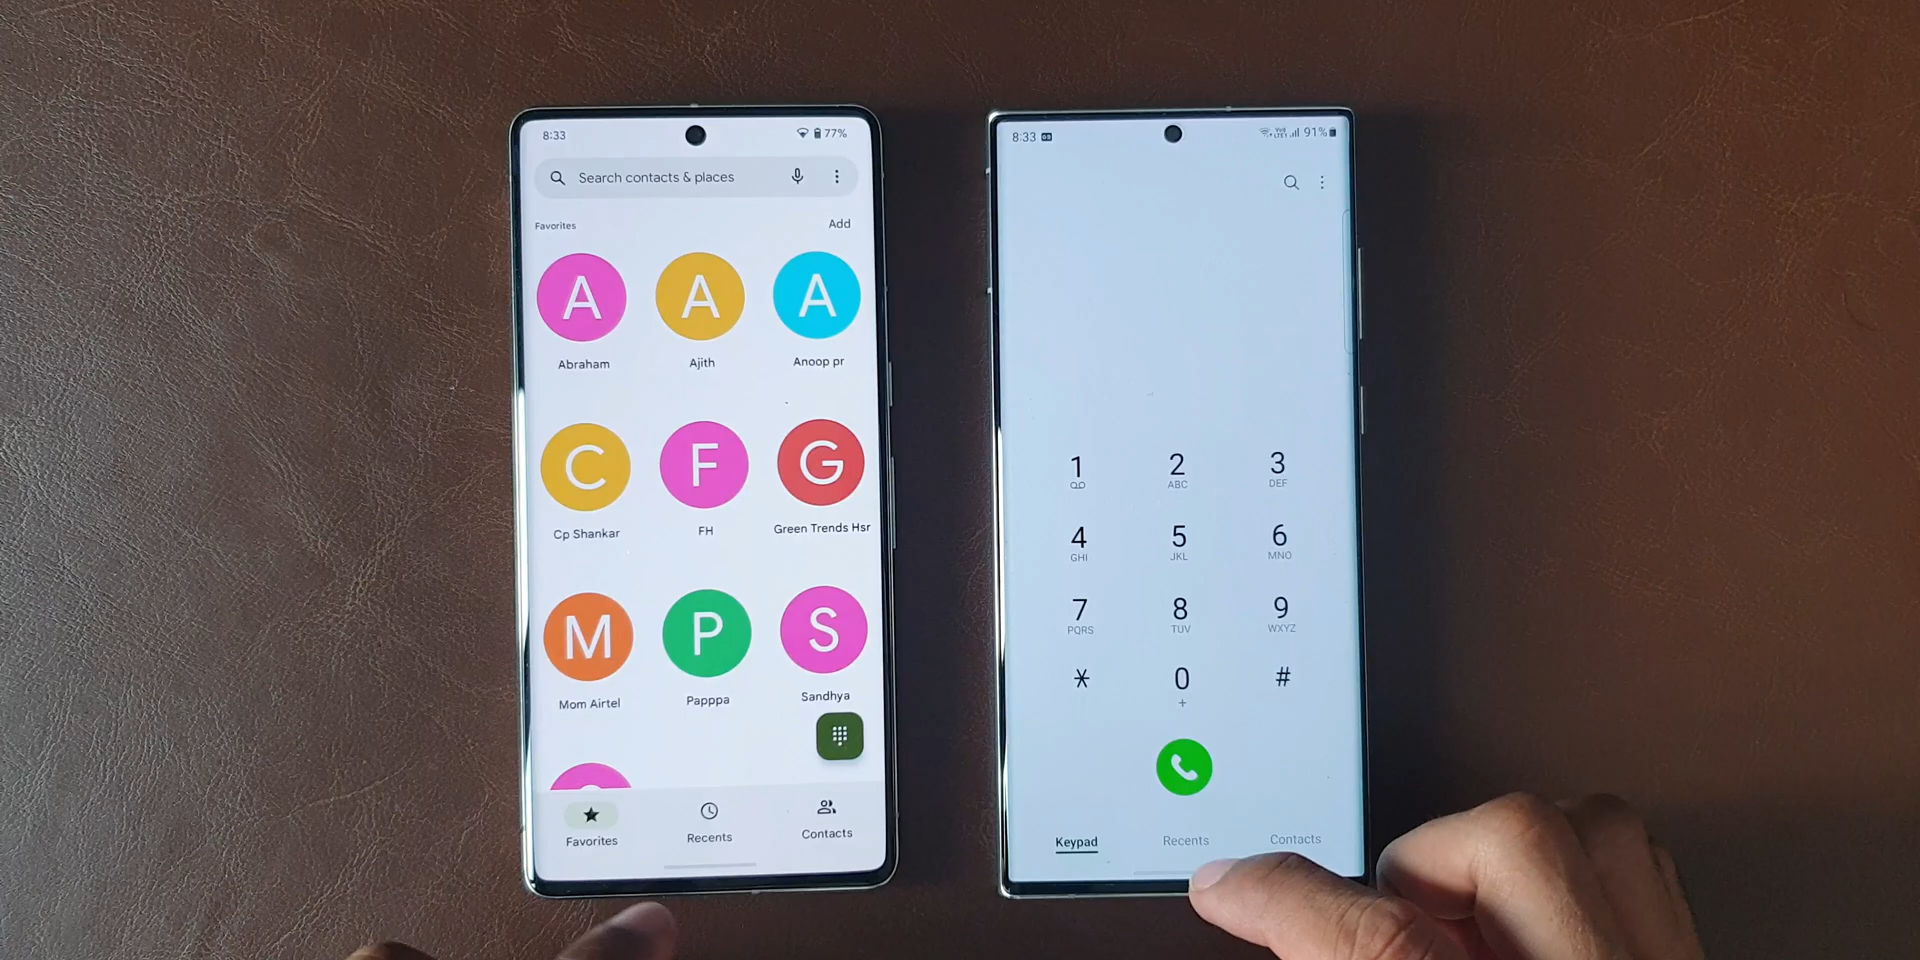 8:33
77%
Search contacts & places
Favorites
Add
A
A
A
Abraham
Ajith
Anoop pr
C
F
G
Cp Shankar
FH
Green Trends Hsr
M
P
S
Mom Airtel
Papppa
Sandhya
Favorites
Recents
Contacts
8:33
91%
1
2
ABC
3
DEF
4
GHI
5
JKL
6
MNO
7
PQRS
8
TUV
9
WXYZ
*
0
+
#
Keypad
Recents
Contacts